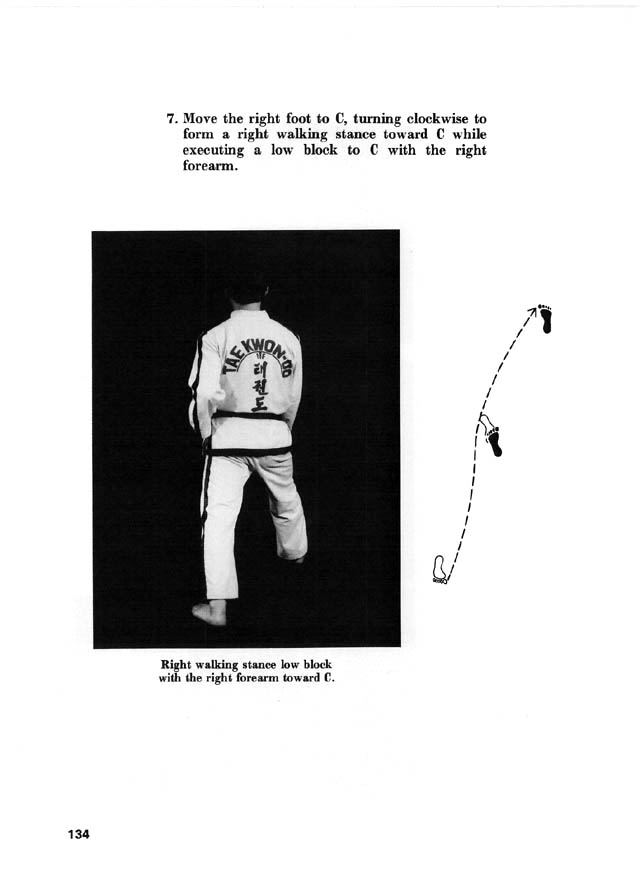 7. Move the right foot to C, turning clockwise to
form a right walking stance toward C while
executing a low block to C with the right
forearm.
TAEKWON-DO
태권도
Right walking stance low block
with the right forearm toward C.
134